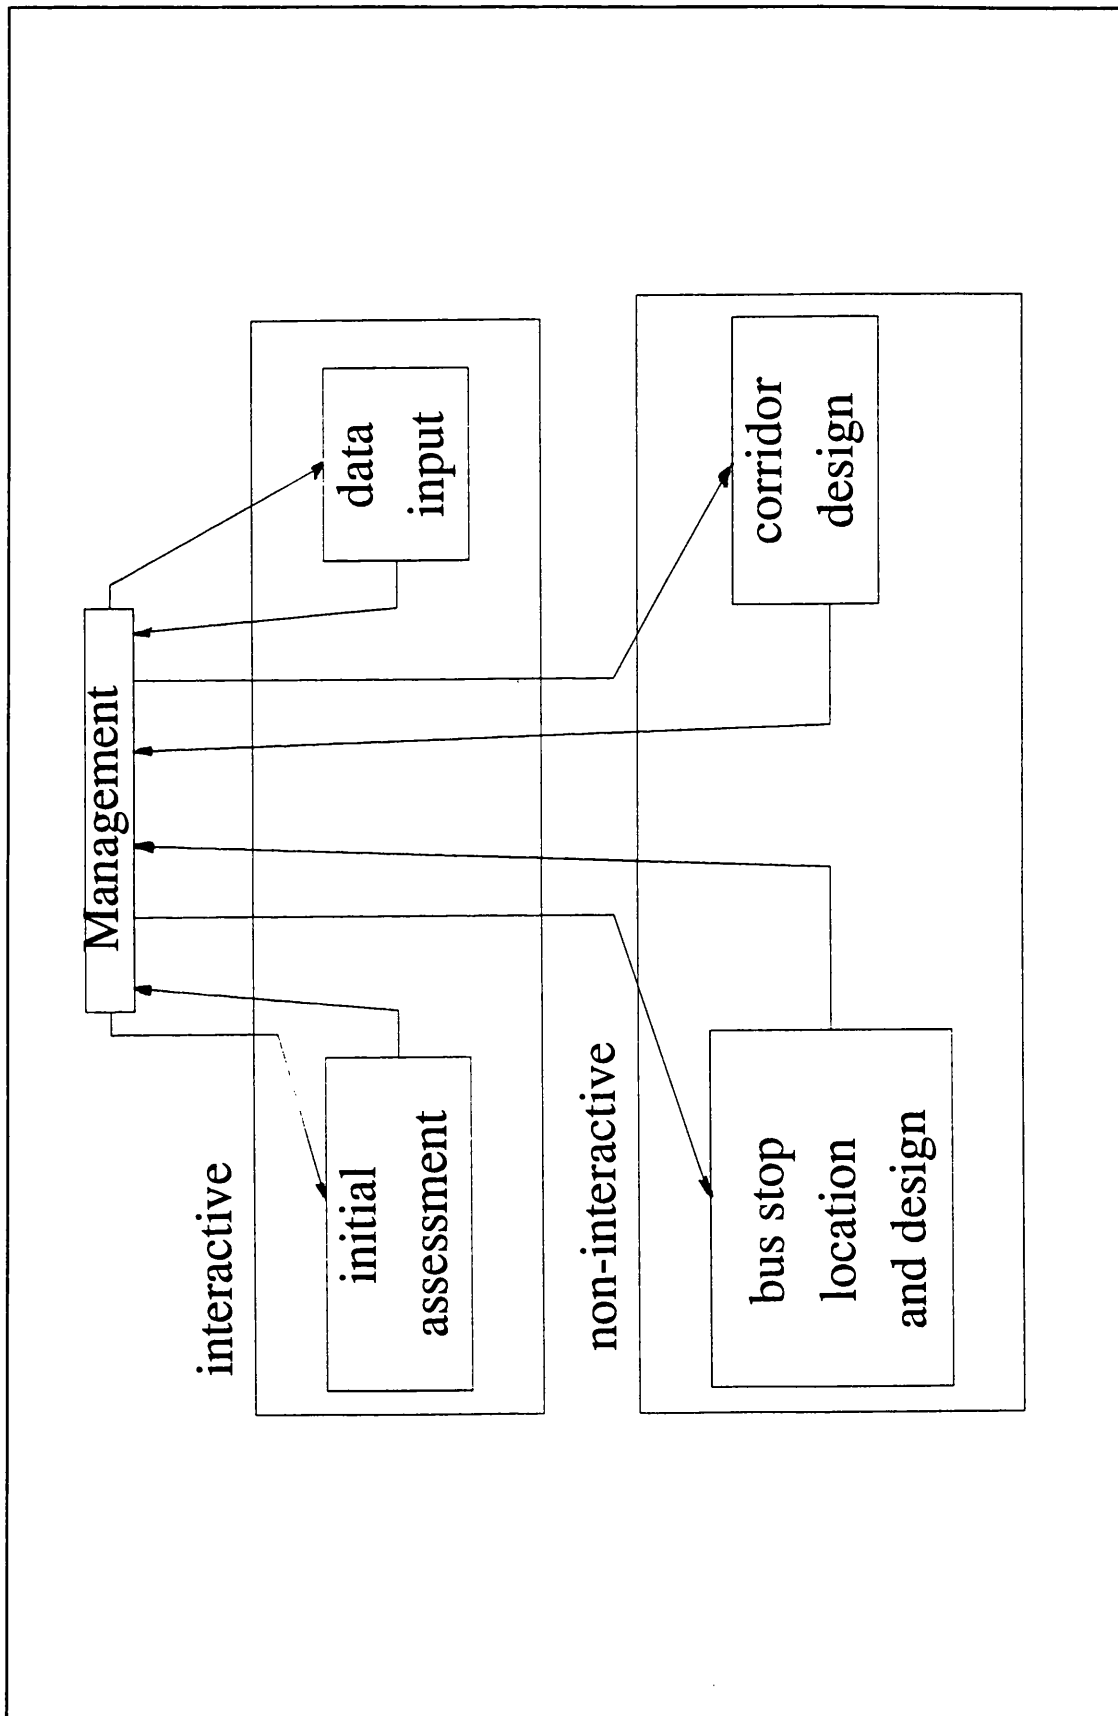 Management
interactive
initial
assessment
data
input
non-interactive
bus stop
location
and design
corridor
design